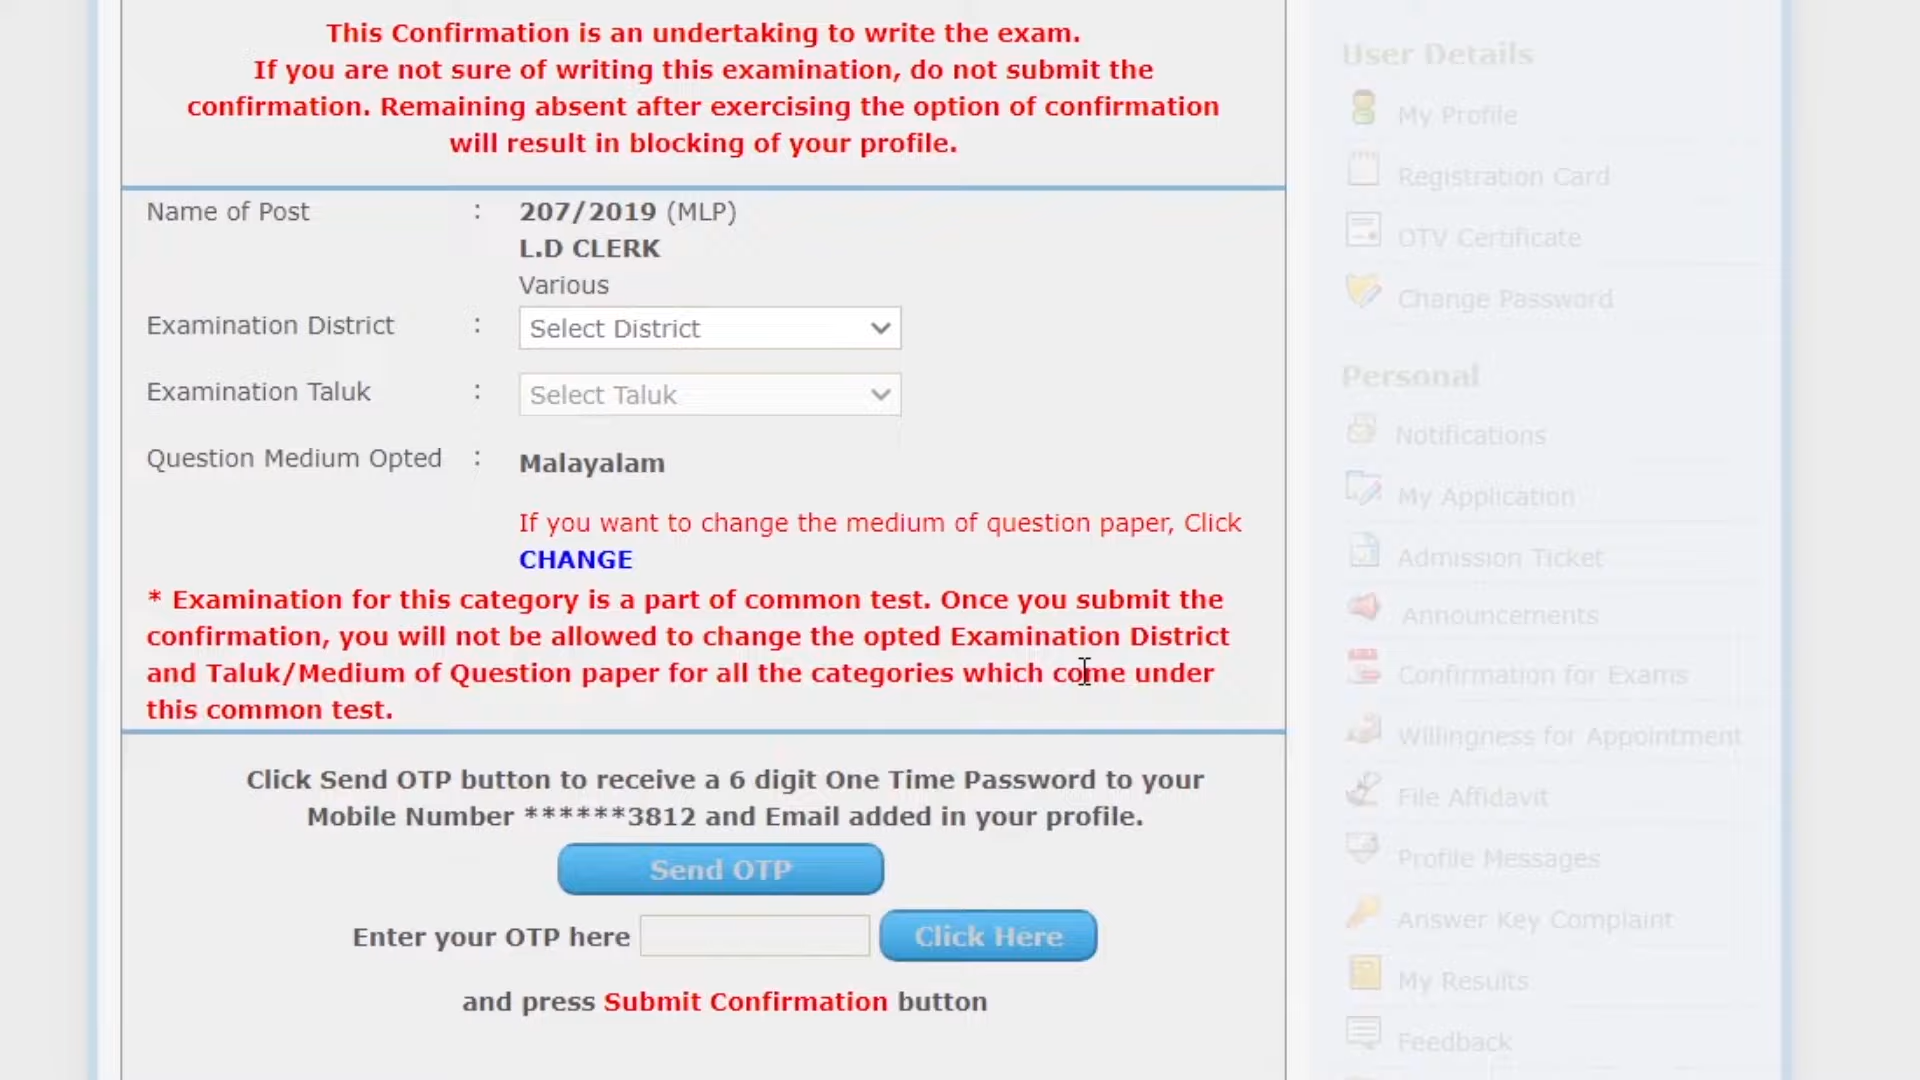 This Confirmation is an undertaking to write the exam.
If you are not sure of writing this examination, do not submit the
confirmation. Remaining absent after exercising the option of confirmation
will result in blocking of your profile.
Name of Post : 207/2019 (MLP)
L.D CLERK
Various
Examination District : Select District
Examination Taluk : Select Taluk
Question Medium Opted : Malayalam
If you want to change the medium of question paper, Click
CHANGE
* Examination for this category is a part of common test. Once you submit the
confirmation, you will not be allowed to change the opted Examination District
and Taluk/Medium of Question paper for all the categories which come under
this common test.
Click Send OTP button to receive a 6 digit One Time Password to your
Mobile Number ******3812 and Email added in your profile.
Send OTP
Enter your OTP here Click Here
and press Submit Confirmation button
User Details
My Profile
Registration Card
OTV Certificate
Change Password
Personal
Notifications
My Application
Admission Ticket
Announcements
Confirmation for Exams
Willingness for Appointment
File Affidavit
Profile Messages
Answer Key Complaint
My Results
Feedback